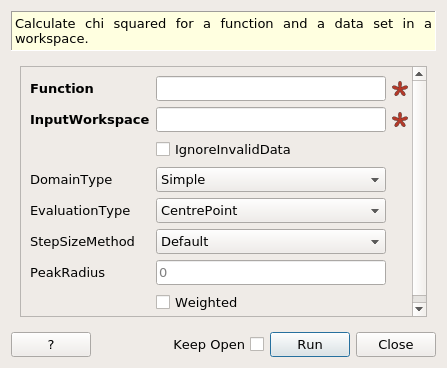 Calculate chi squared for a function and a data set in a
workspace.
Function
InputWorkspace
IgnoreInvalidData
DomainType Simple
EvaluationType CentrePoint
StepSizeMethod Default
PeakRadius 0
Weighted
? Keep Open Run Close